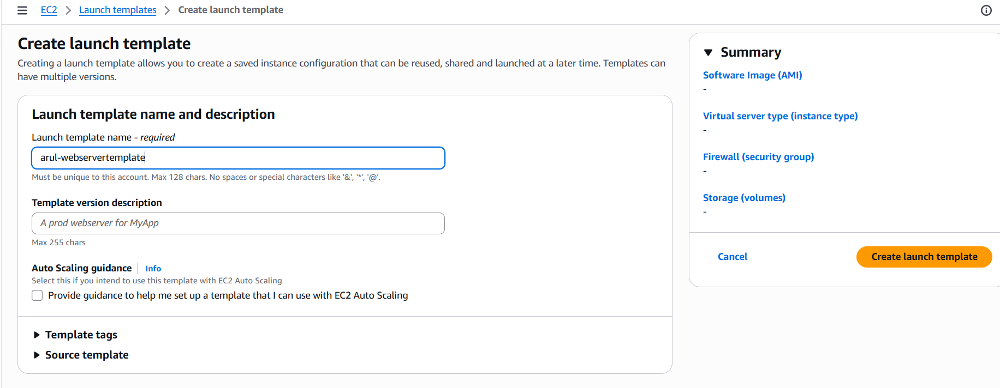 EC2 > Launch templates > Create launch template
Create launch template
Creating a launch template allows you to create a saved instance configuration that can be reused, shared and launched at a later time. Templates can
have multiple versions.
Launch template name and description
Launch template name - required
arul-webservertemplate
Must be unique to this account. Max 128 chars. No spaces or special characters like '&', '*', '@'.
Template version description
A prod webserver for MyApp
Max 255 chars
Auto Scaling guidance | Info
Select this if you intend to use this template with EC2 Auto Scaling
Provide guidance to help me set up a template that I can use with EC2 Auto Scaling
Template tags
Source template
Summary
Software Image (AMI)
-
Virtual server type (instance type)
-
Firewall (security group)
-
Storage (volumes)
-
Cancel
Create launch template